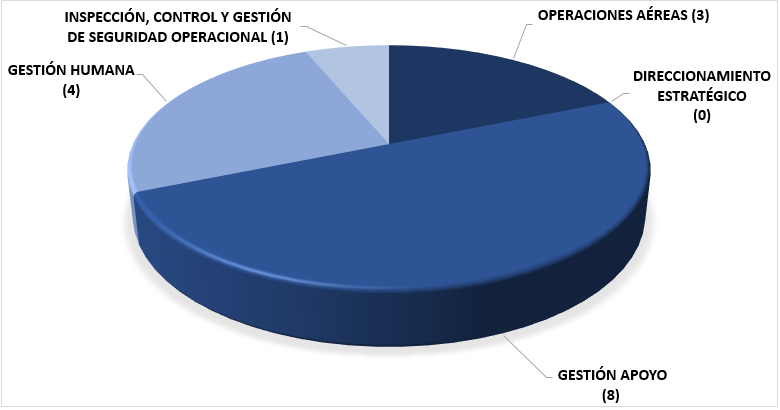 INSPECCIÓN, CONTROL Y GESTIÓN
DE SEGURIDAD OPERACIONAL (1)
OPERACIONES AÉREAS (3)
GESTIÓN HUMANA
(4)
DIRECCIONAMIENTO
ESTRATÉGICO
(0)
GESTIÓN APOYO
(8)